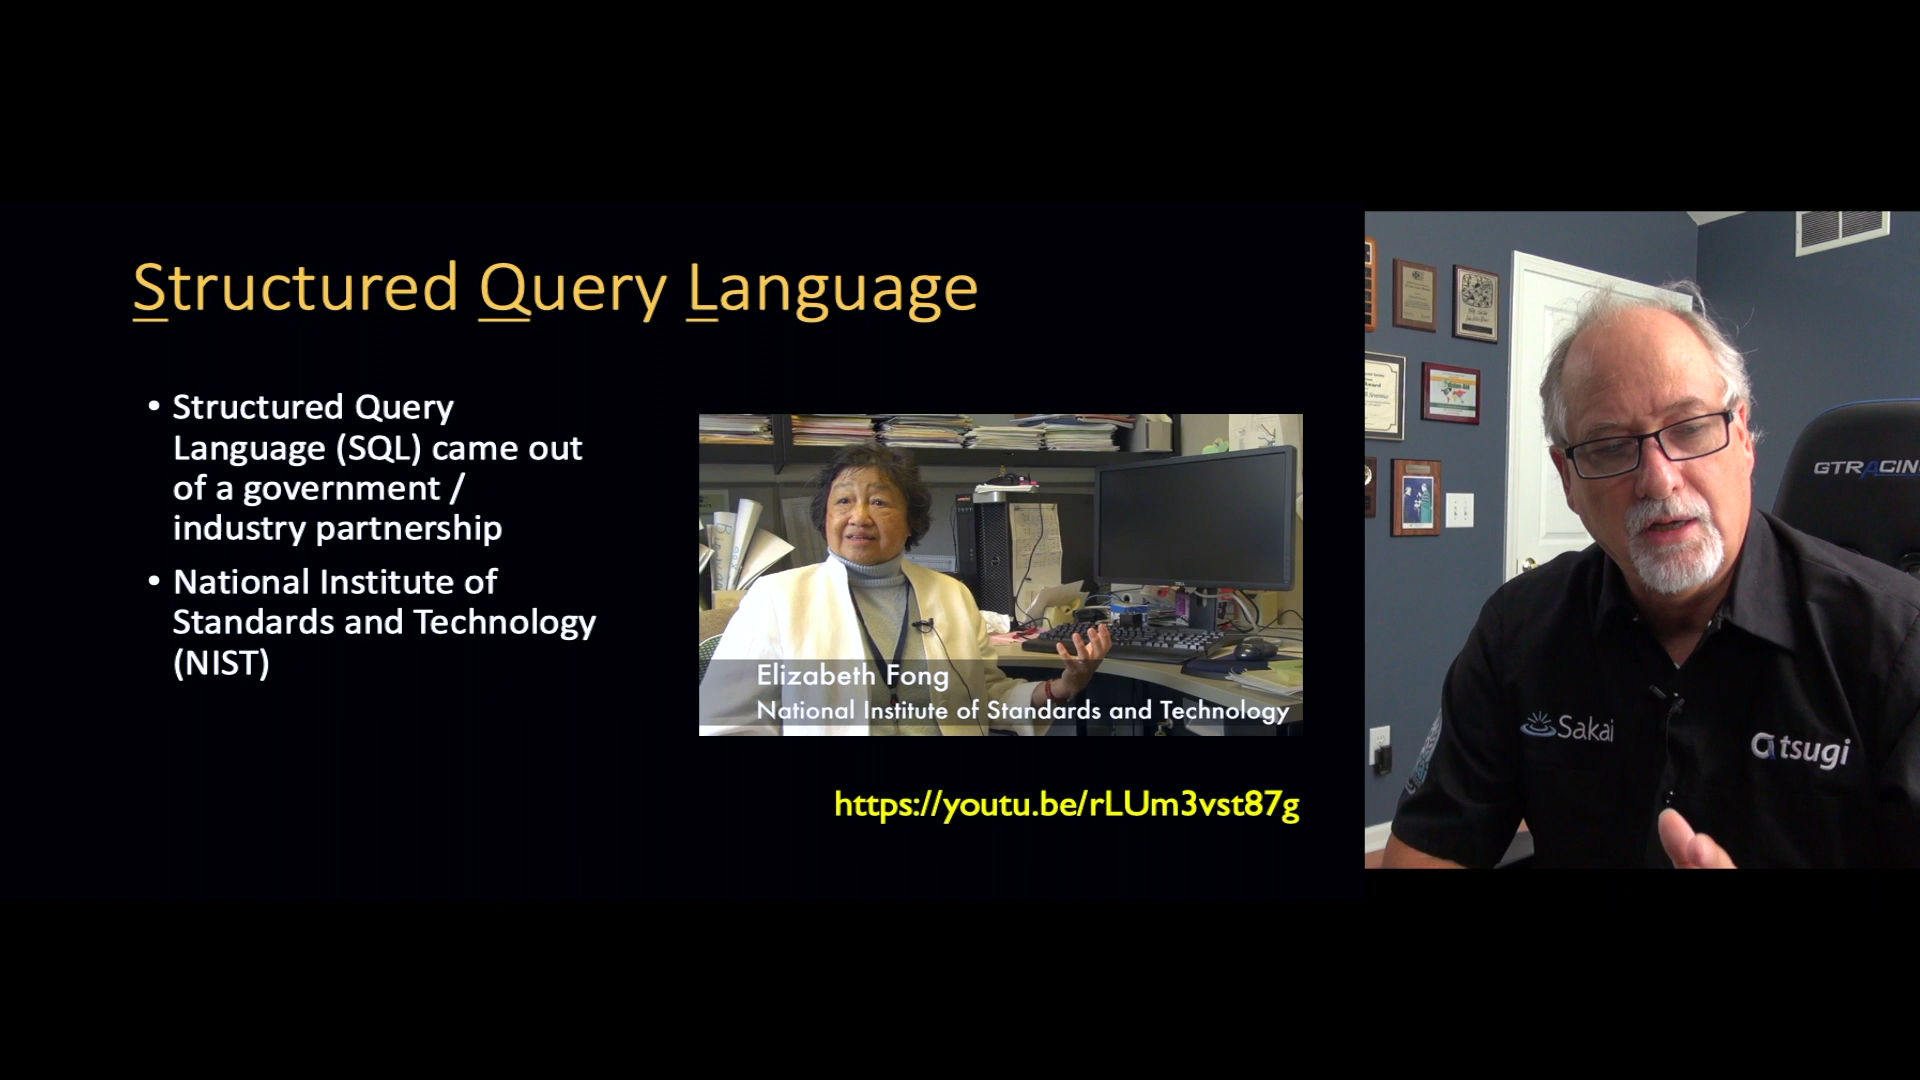 Structured Query Language
• Structured Query
Language (SQL) came out
of a government /
industry partnership
• National Institute of
Standards and Technology
(NIST)
Elizabeth Fong
National Institute of Standards and Technology
https://youtu.be/rLUm3vst87g
GTRACING
Sakai
tsugi